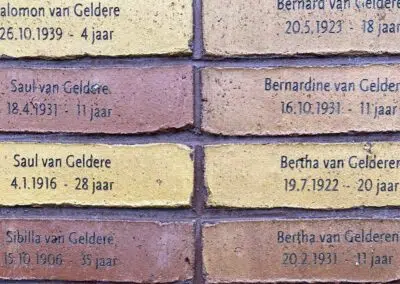 Salomon van Geldere
26.10.1939 - 4 jaar
Saul van Geldere
18.4.1931 - 11 jaar
Saul van Geldere
4.1.1916 - 28 jaar
Sibilla van Geldere
15.10.1906 - 35 jaar
Bernard van Geldere
20.5.1923 - 18 jaar
Bernardine van Geldere
16.10.1931 - 11 jaar
Bertha van Gelderen
19.7.1922 - 20 jaar
Bertha van Gelderen
20.2.1931 - 11 jaar